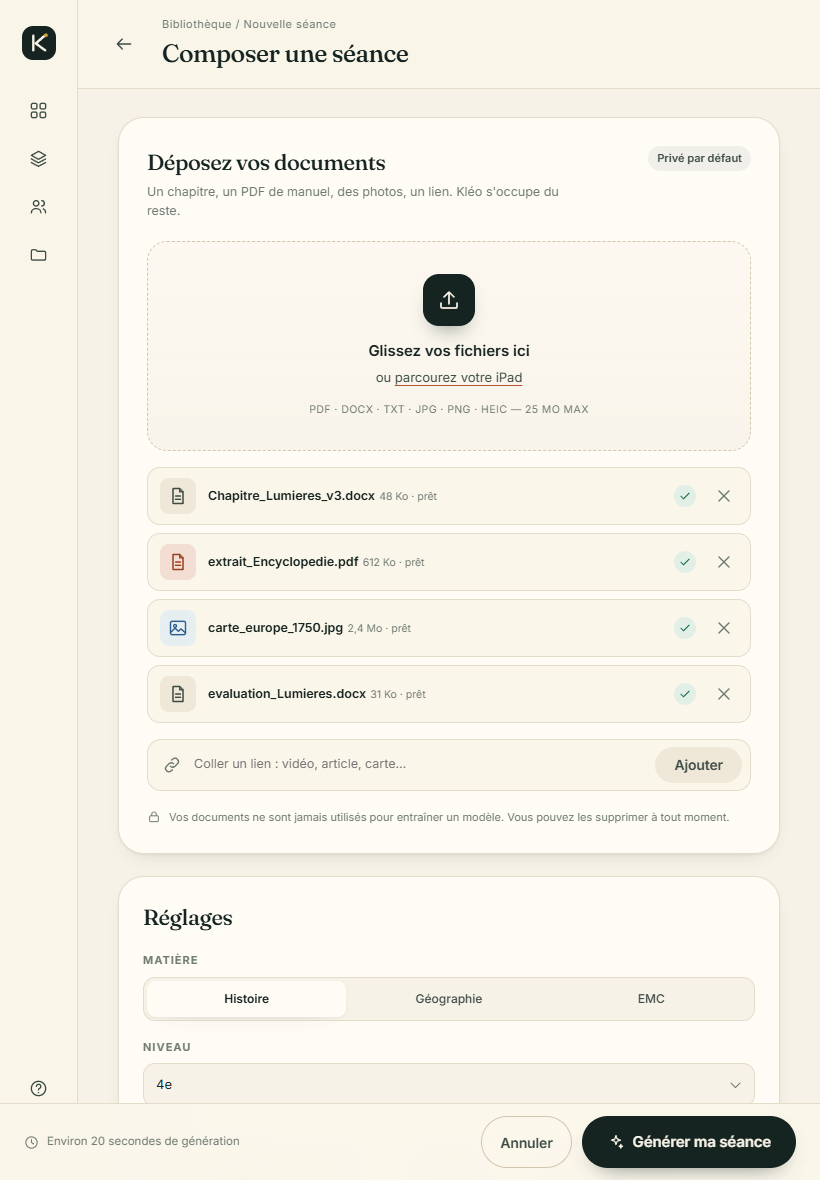 K
Bibliothèque / Nouvelle séance
Composer une séance
Déposez vos documents
Privé par défaut
Un chapitre, un PDF de manuel, des photos, un lien. Kléo s'occupe du
reste.
Glissez vos fichiers ici
ou parcourez votre iPad
PDF · DOCX · TXT · JPG · PNG · HEIC — 25 MO MAX
Chapitre_Lumieres_v3.docx 48 Ko · prêt
extrait_Encyclopedie.pdf 612 Ko · prêt
carte_europe_1750.jpg 2,4 Mo · prêt
evaluation_Lumieres.docx 31 Ko · prêt
Coller un lien : vidéo, article, carte... Ajouter
Vos documents ne sont jamais utilisés pour entraîner un modèle. Vous pouvez les supprimer à tout moment.
Réglages
MATIÈRE
Histoire Géographie EMC
NIVEAU
4e
Environ 20 secondes de génération Annuler Générer ma séance